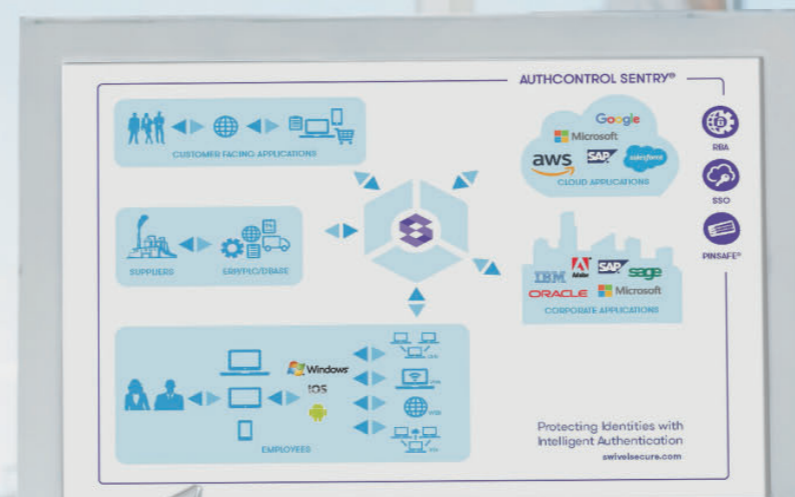 AUTHCONTROL SENTRY®
CUSTOMER FACING APPLICATIONS
Google
Microsoft
aws
SAP
salesforce
CLOUD APPLICATIONS
RBA
SSO
PINSAFE®
SUPPLIERS
ERP/PLC/DBASE
IBM
Adobe
SAP
sage
ORACLE
Microsoft
CORPORATE APPLICATIONS
Windows
IOS
EMPLOYEES
Protecting Identities with
Intelligent Authentication
swivelsecure.com